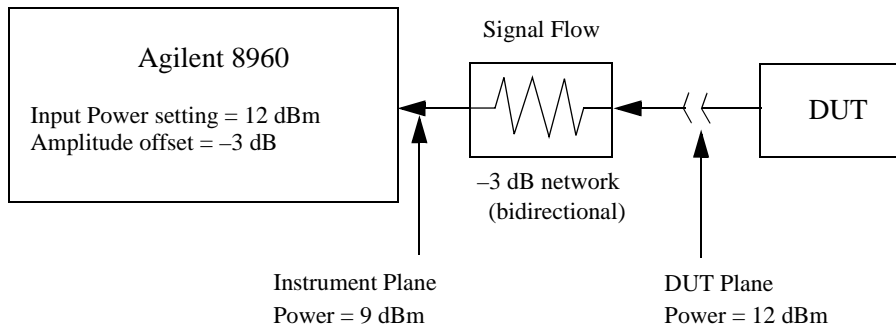 Signal Flow
Agilent 8960
Input Power setting = 12 dBm
Amplitude offset = –3 dB
DUT
–3 dB network
(bidirectional)
Instrument Plane
Power = 9 dBm
DUT Plane
Power = 12 dBm